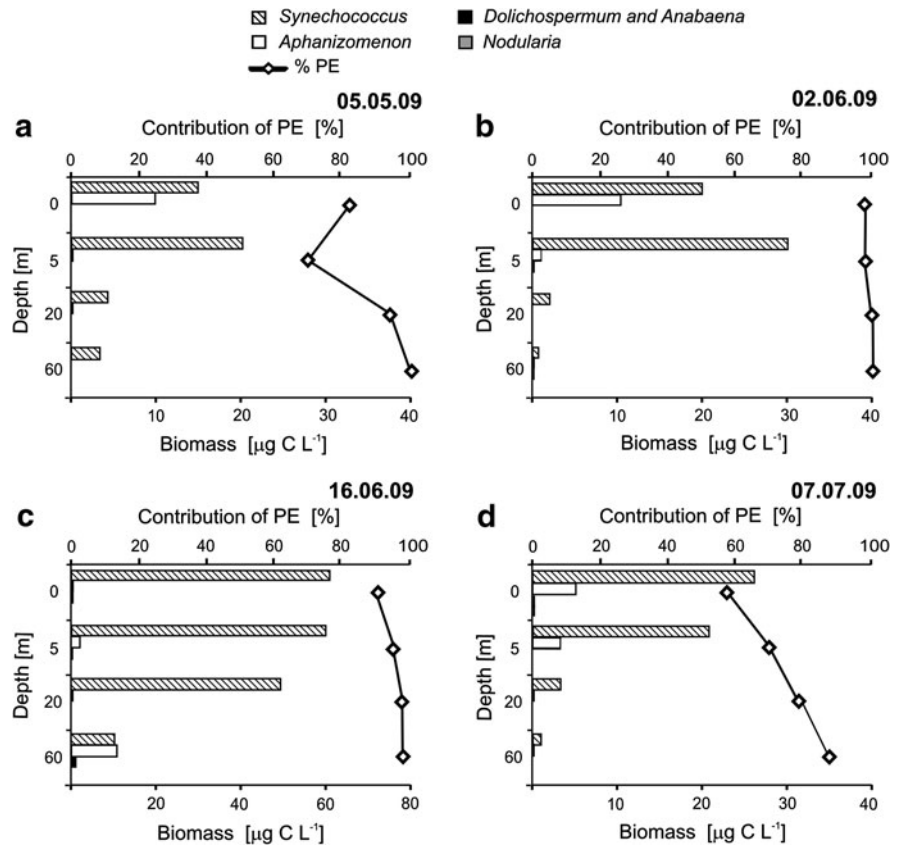 Synechococcus
Dolichospermum and Anabaena
Aphanizomenon
Nodularia
% PE
05.05.09
a
Contribution of PE [%]
0 20 40 60 80 100
Depth [m]
0
5
20
60
10 20 30 40
Biomass [µg C L⁻¹]
02.06.09
b
Contribution of PE [%]
0 20 40 60 80 100
Depth [m]
0
5
20
60
10 20 30 40
Biomass [µg C L⁻¹]
16.06.09
c
Contribution of PE [%]
0 20 40 60 80 100
Depth [m]
0
5
20
60
20 40 60 80
Biomass [µg C L⁻¹]
07.07.09
d
Contribution of PE [%]
0 20 40 60 80 100
Depth [m]
0
5
20
60
10 20 30 40
Biomass [µg C L⁻¹]